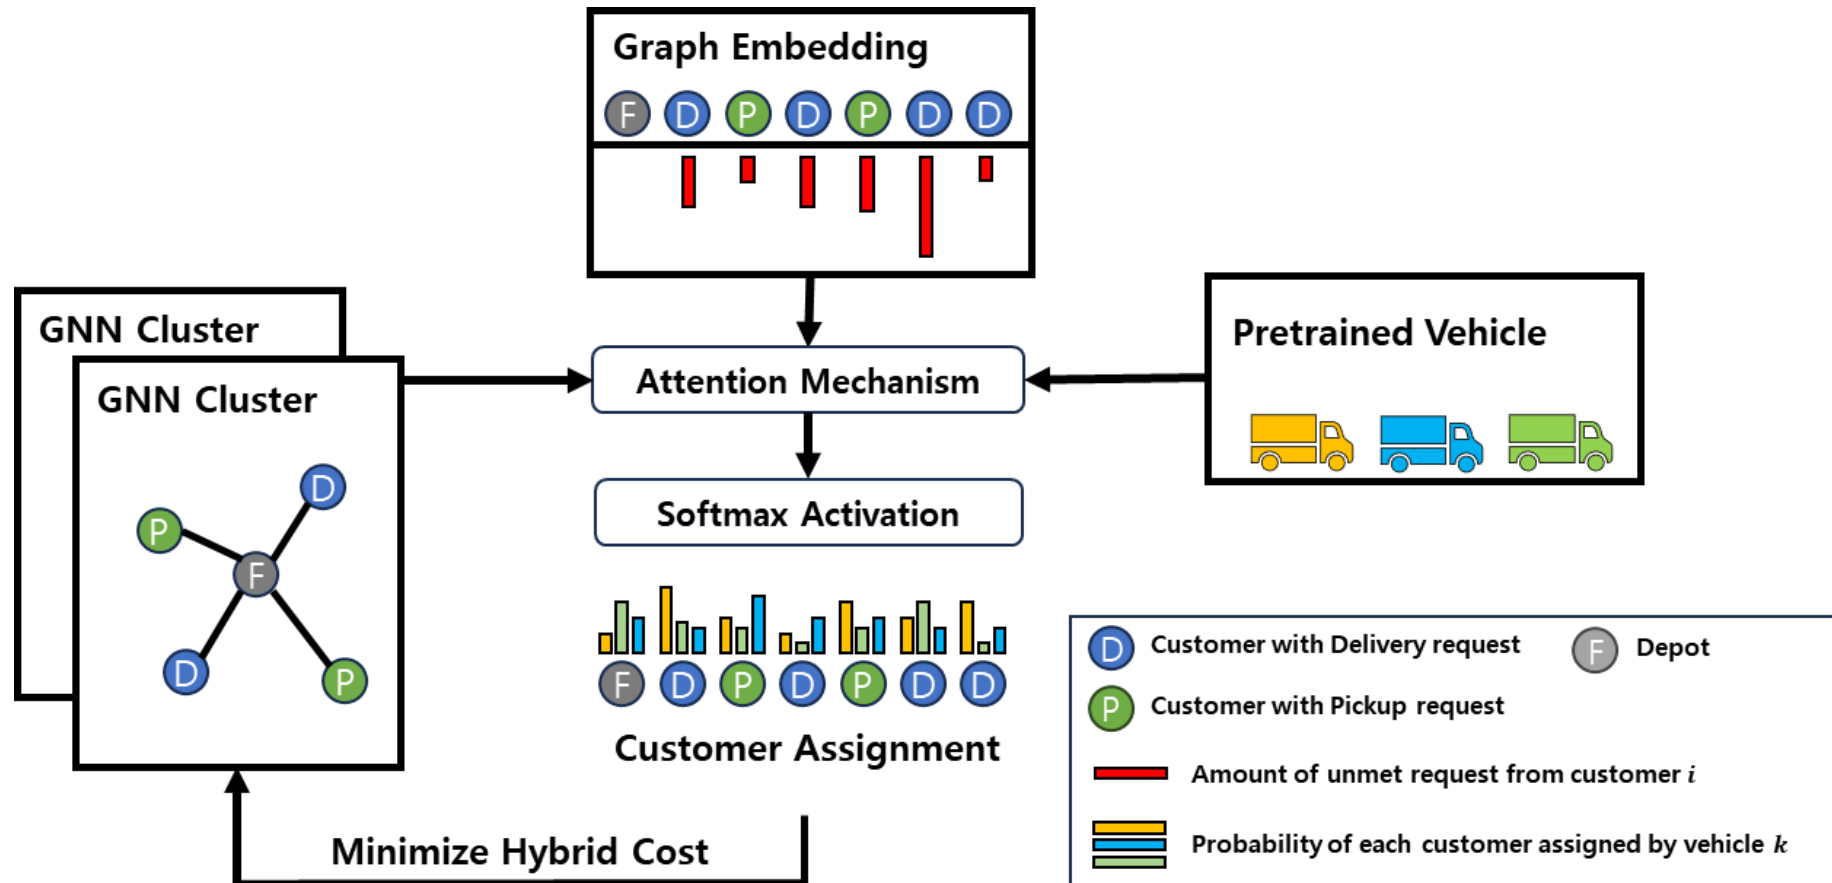 Graph Embedding
F D P D P D D
GNN Cluster
GNN Cluster
D
P
F
D
P
Attention Mechanism
Pretrained Vehicle
Softmax Activation
F D P D P D D
Customer Assignment
Minimize Hybrid Cost
D Customer with Delivery request
F Depot
P Customer with Pickup request
Amount of unmet request from customer i
Probability of each customer assigned by vehicle k